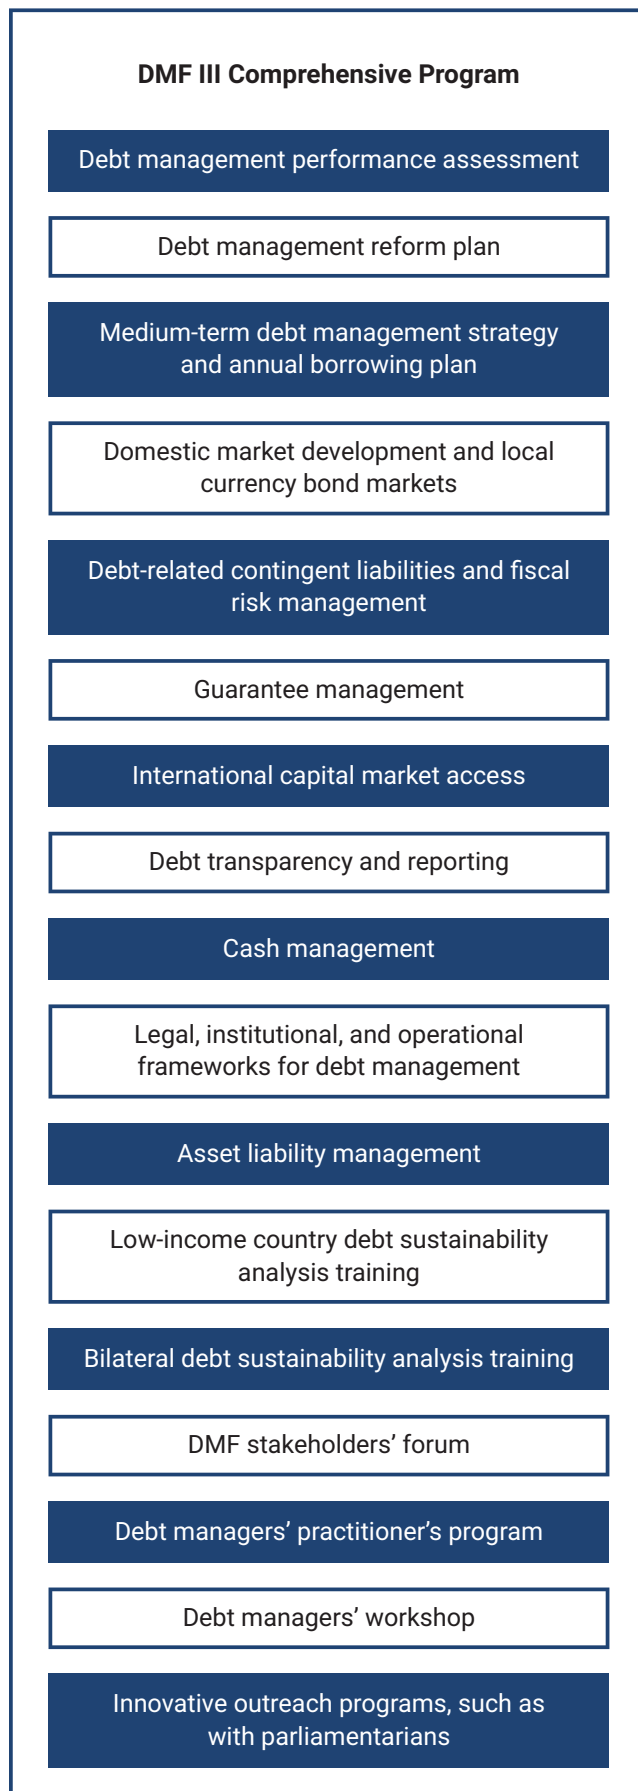 DMF III Comprehensive Program
Debt management performance assessment
Debt management reform plan
Medium-term debt management strategy
and annual borrowing plan
Domestic market development and local
currency bond markets
Debt-related contingent liabilities and fiscal
risk management
Guarantee management
International capital market access
Debt transparency and reporting
Cash management
Legal, institutional, and operational
frameworks for debt management
Asset liability management
Low-income country debt sustainability
analysis training
Bilateral debt sustainability analysis training
DMF stakeholders’ forum
Debt managers’ practitioner’s program
Debt managers’ workshop
Innovative outreach programs, such as
with parliamentarians